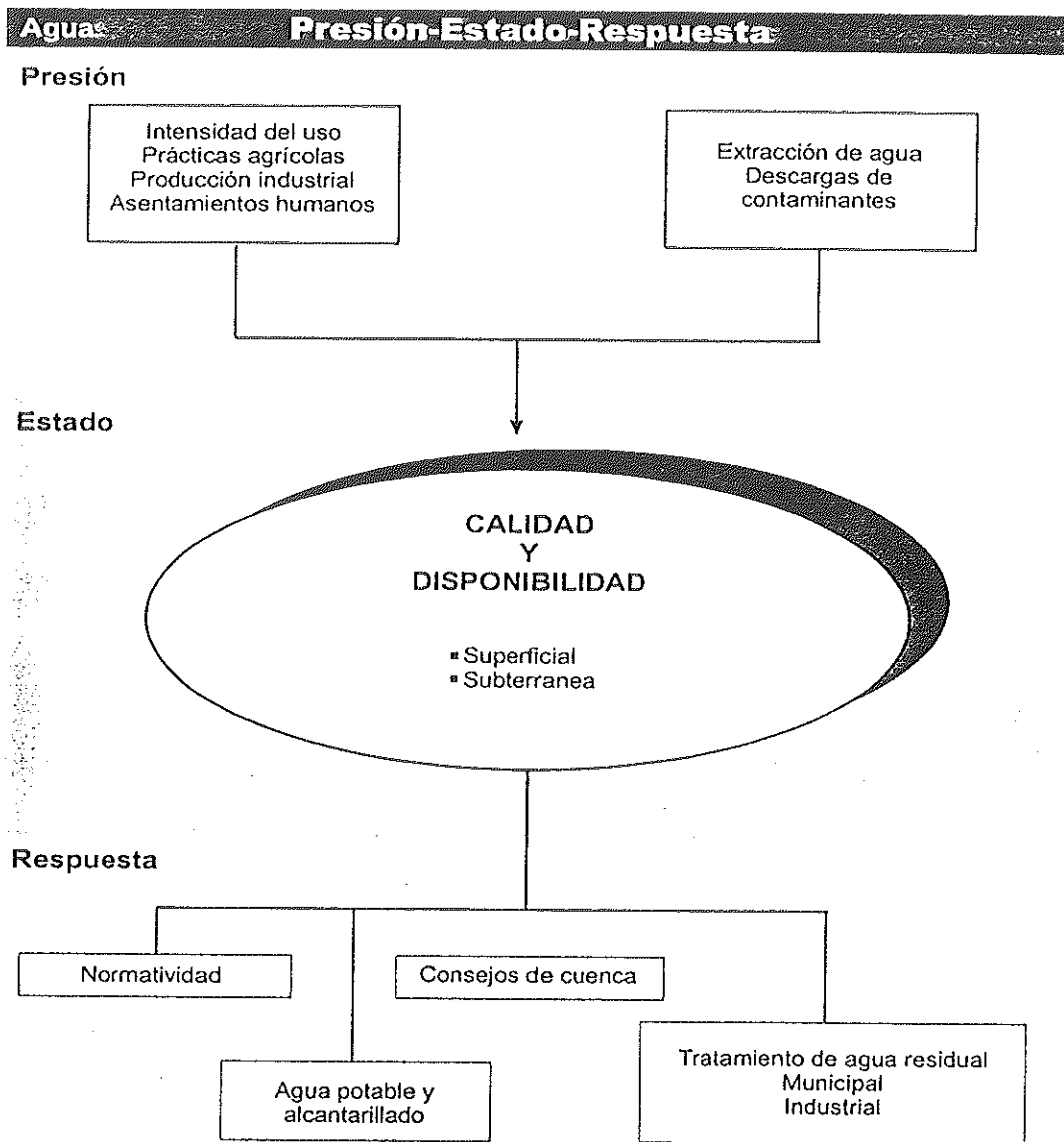 Agua
Presión-Estado-Respuesta
Presión
Intensidad del uso
Prácticas agrícolas
Producción industrial
Asentamientos humanos
Extracción de agua
Descargas de
contaminantes
Estado
CALIDAD
Y
DISPONIBILIDAD
▪ Superficial
▪ Subterranea
Respuesta
Normatividad
Consejos de cuenca
Agua potable y
alcantarillado
Tratamiento de agua residual
Municipal
Industrial